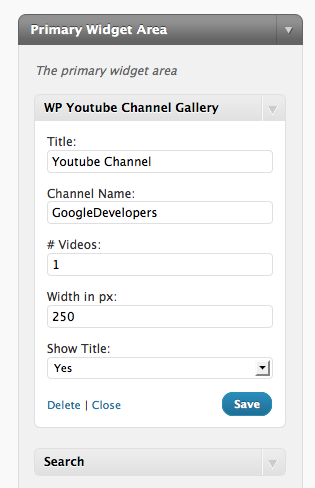 Primary Widget Area
The primary widget area
WP Youtube Channel Gallery
Title:
Youtube Channel
Channel Name:
GoogleDevelopers
# Videos:
1
Width in px:
250
Show Title:
Yes
Delete | Close
Save
Search